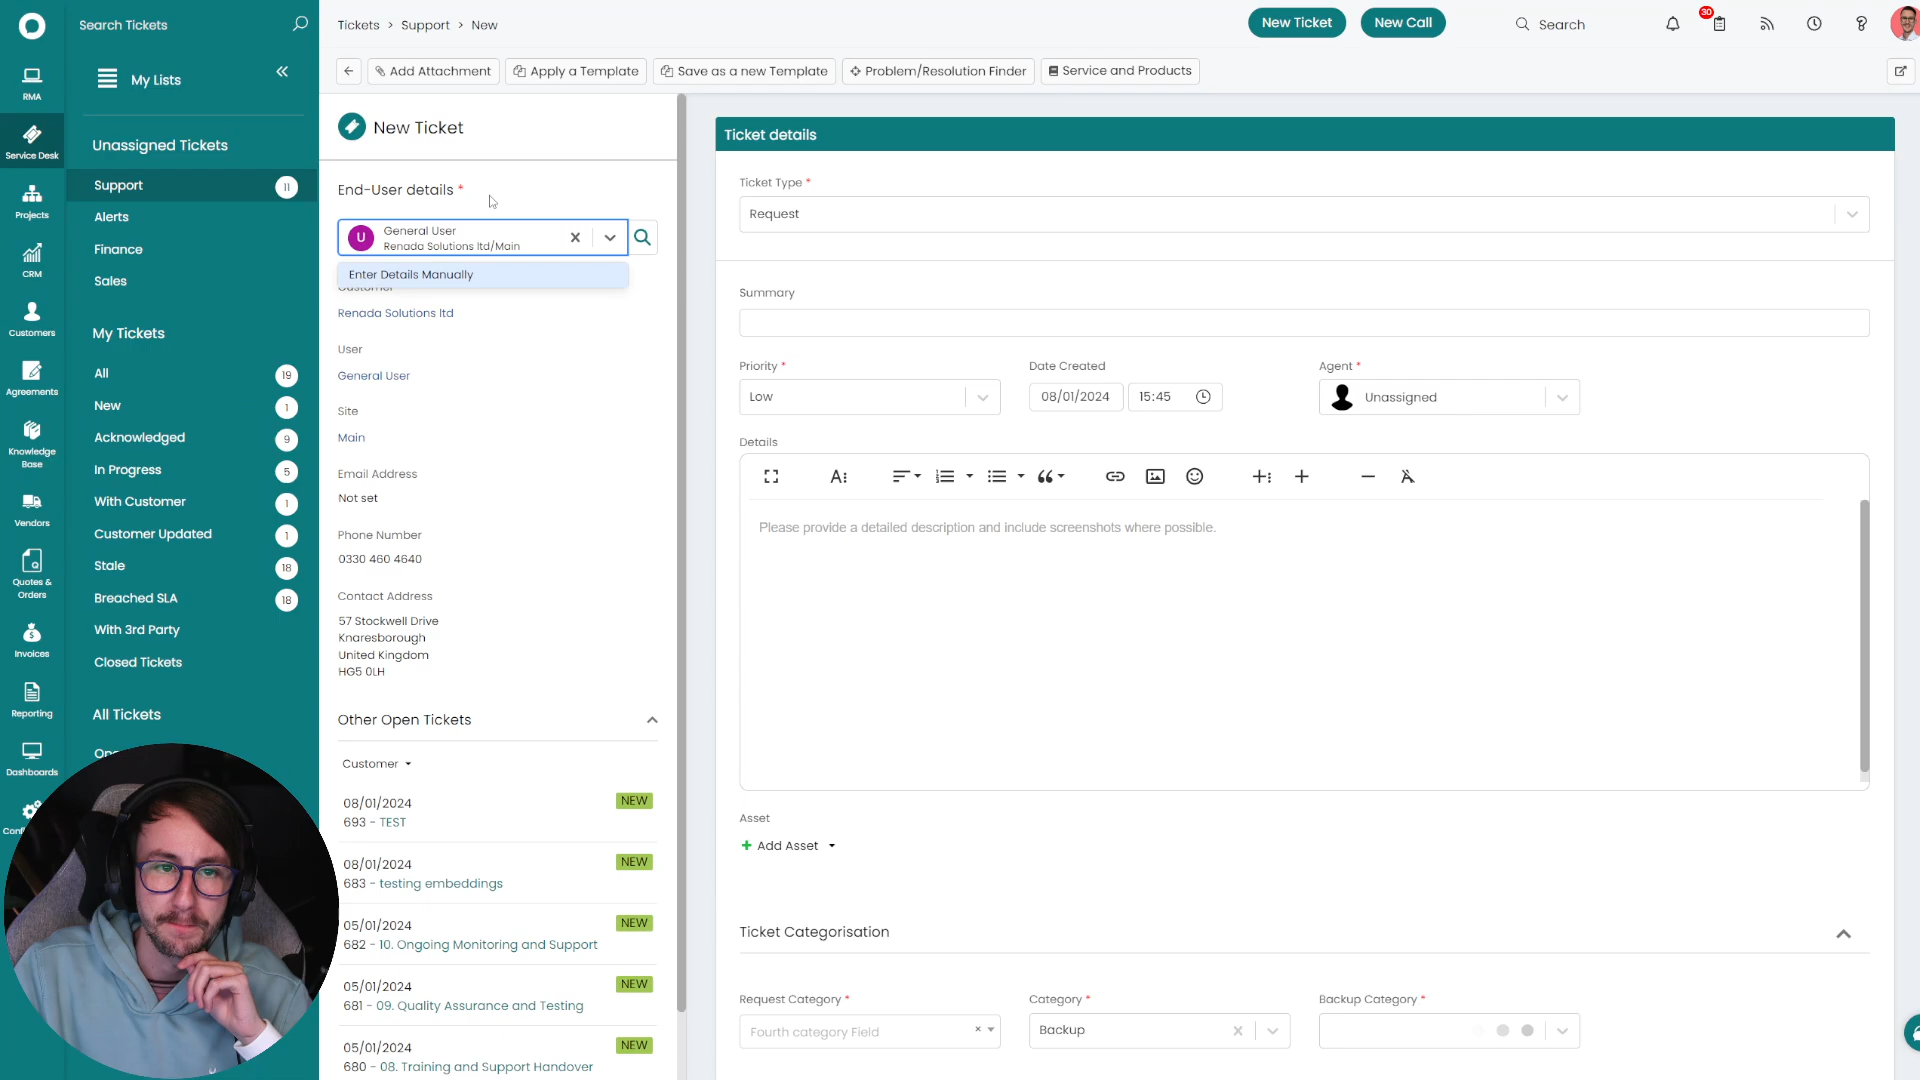 Search Tickets
Tickets > Support > New
New Ticket
New Call
Search
30
RMA
My Lists
Add Attachment
Apply a Template
Save as a new Template
Problem/Resolution Finder
Service and Products
Service Desk
Projects
CRM
Customers
Agreements
Knowledge
Base
Vendors
Quotes &
Orders
Invoices
Reporting
Dashboards
Unassigned Tickets
Support 11
Alerts
Finance
Sales
My Tickets
All 19
New 1
Acknowledged 9
In Progress 5
With Customer 1
Customer Updated 1
Stale 18
Breached SLA 18
With 3rd Party
Closed Tickets
All Tickets
New Ticket
End-User details *
U
General User
Renada Solutions ltd/Main
Enter Details Manually
Customer
Renada Solutions ltd
User
General User
Site
Main
Email Address
Not set
Phone Number
0330 460 4640
Contact Address
57 Stockwell Drive
Knaresborough
United Kingdom
HG5 0LH
Other Open Tickets
Customer
08/01/2024 NEW
693 - TEST
08/01/2024 NEW
683 - testing embeddings
05/01/2024 NEW
682 - 10. Ongoing Monitoring and Support
05/01/2024 NEW
681 - 09. Quality Assurance and Testing
05/01/2024 NEW
680 - 08. Training and Support Handover
Ticket details
Ticket Type *
Request
Summary
Priority *
Low
Date Created
08/01/2024 15:45
Agent *
Unassigned
Details
Please provide a detailed description and include screenshots where possible.
Asset
+ Add Asset
Ticket Categorisation
Request Category *
Fourth category Field
Category *
Backup
Backup Category *